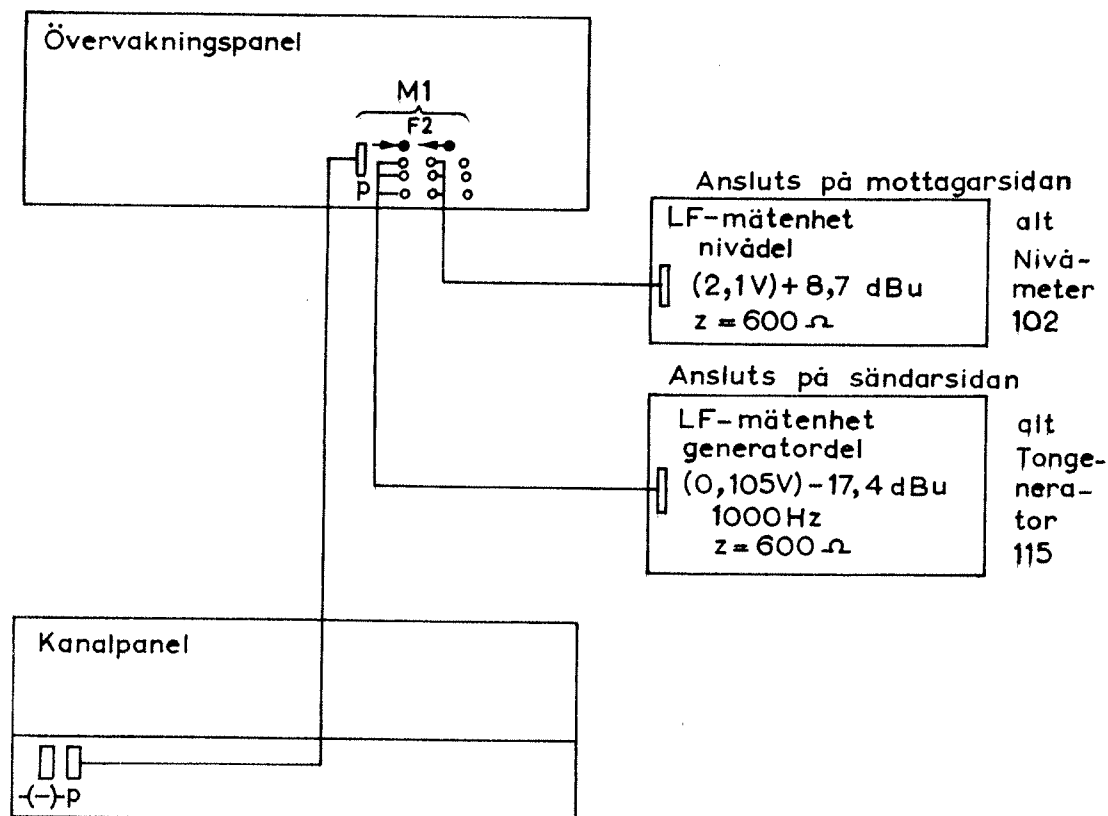 Övervakningspanel
M1
F2
p
Ansluts på mottagarsidan
LF-mätenhet
nivådel
(2,1V)+8,7 dBu
z = 600 Ω
alt
Nivå-
meter
102
Ansluts på sändarsidan
LF-mätenhet
generatordel
(0,105V)-17,4 dBu
1000Hz
z = 600 Ω
alt
Tonge-
nera-
tor
115
Kanalpanel
-(-)-p